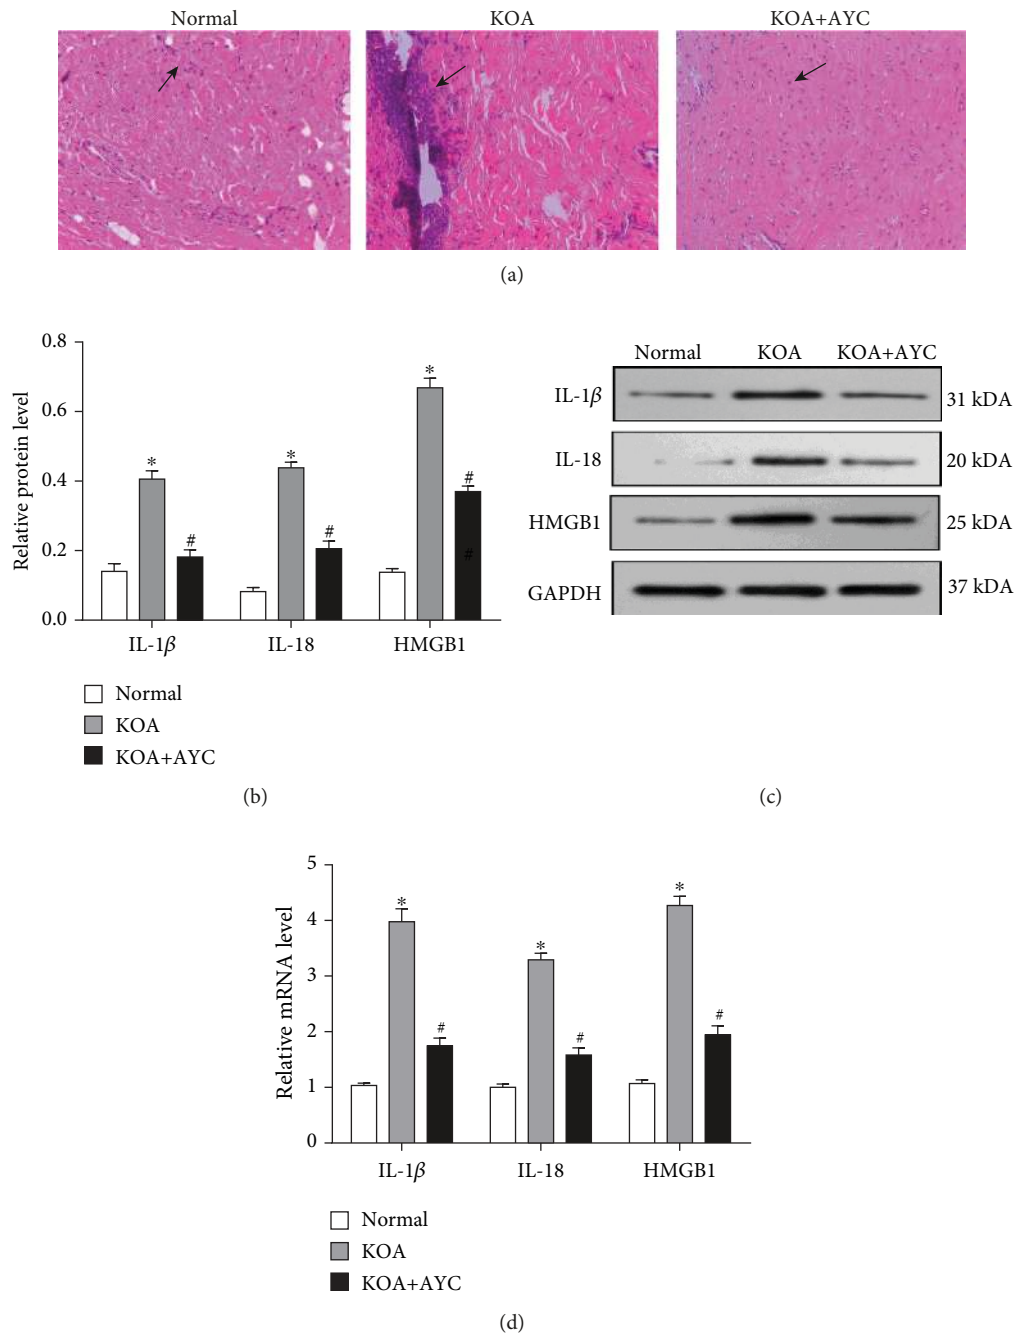 Normal KOA KOA+AYC
(a)
0.8
0.6
0.4
0.2
0.0
Relative protein level
* * *
# # # #
IL-1β IL-18 HMGB1
Normal
KOA
KOA+AYC
(b)
Normal KOA KOA+AYC
IL-1β 31 kDA
IL-18 20 kDA
HMGB1 25 kDA
GAPDH 37 kDA
(c)
5
4
3
2
1
0
Relative mRNA level
* * *
# # #
IL-1β IL-18 HMGB1
Normal
KOA
KOA+AYC
(d)